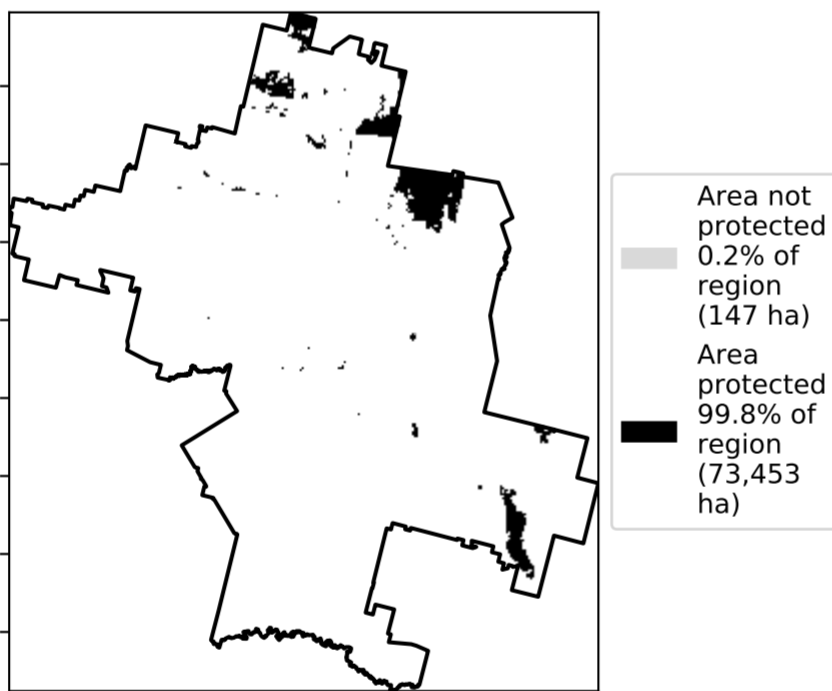 Area not
protected
0.2% of
region
(147 ha)
Area
protected
99.8% of
region
(73,453
ha)